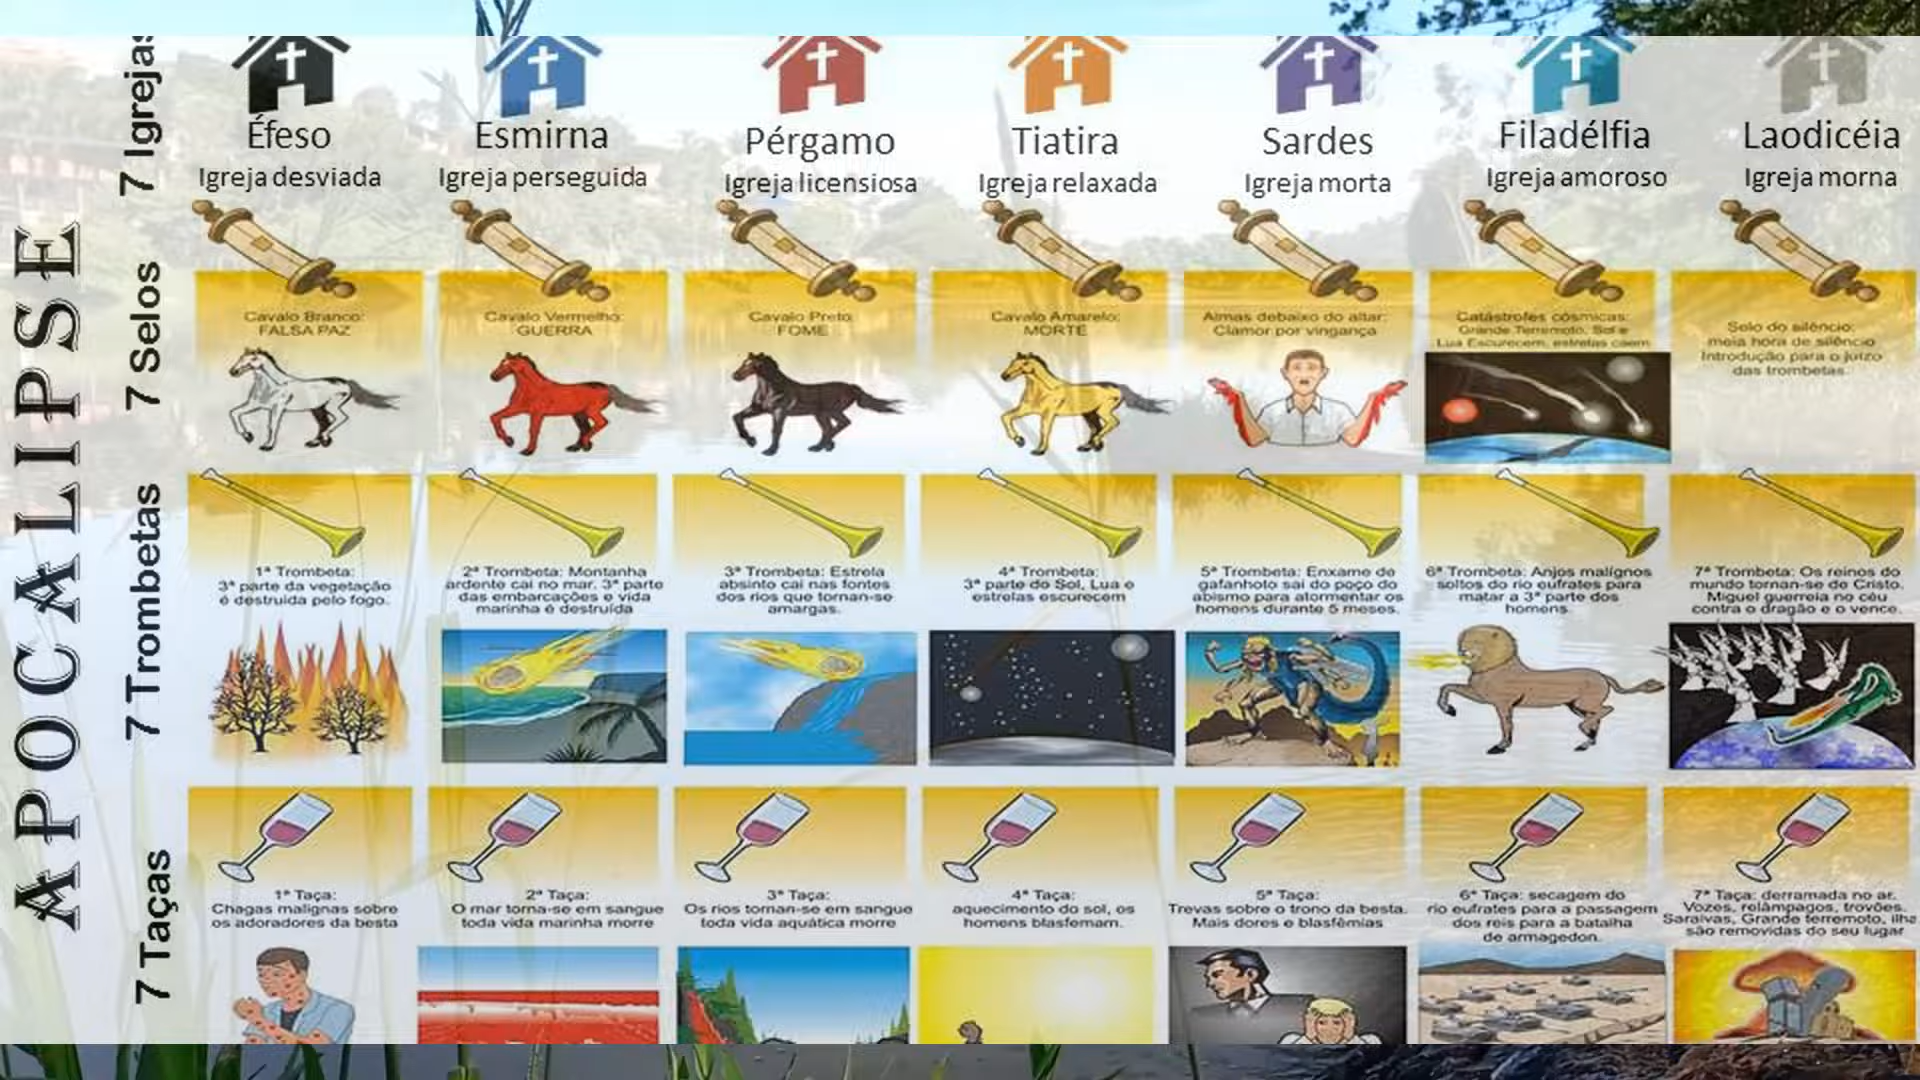 APOCALIPSE
7 Igrejas
Éfeso
Igreja desviada
Esmirna
Igreja perseguida
Pérgamo
Igreja licensiosa
Tiatira
Igreja relaxada
Sardes
Igreja morta
Filadélfia
Igreja amoroso
Laodicéia
Igreja morna
7 Selos
Cavalo Branco:
FALSA PAZ
Cavalo Vermelho:
GUERRA
Cavalo Preto:
FOME
Cavalo Amarelo:
MORTE
Almas debaixo do altar:
Clamor por vingança
Catástrofes cósmicas:
Grande Terremoto, Sol e
Lua Escurecem, estrelas caem
Selo do silêncio:
meia hora de silêncio
Introdução para o juízo
das trombetas.
7 Trombetas
1ª Trombeta:
3ª parte da vegetação
é destruída pelo fogo.
2ª Trombeta: Montanha
ardente cai no mar. 3ª parte
das embarcações e vida
marinha é destruída
3ª Trombeta: Estrela
absinto cai nas fontes
dos rios que tornan-se
amargas.
4ª Trombeta:
3ª parte do Sol, Lua e
estrelas escurecem
5ª Trombeta: Enxame de
gafanhoto sai do poço do
abismo para atormentar os
homens durante 5 meses.
6ª Trombeta: Anjos malígnos
soltos do rio eufrates para
matar a 3ª parte dos
homens.
7ª Trombeta: Os reinos do
mundo tornan-se de Cristo.
Miguel guerreia no céu
contra o dragão e o vence.
7 Taças
1ª Taça:
Chagas malignas sobre
os adoradores da besta
2ª Taça:
O mar torna-se em sangue
toda vida marinha morre
3ª Taça:
Os rios tornan-se em sangue
toda vida aquática morre
4ª Taça:
aquecimento do sol, os
homens blasfemam.
5ª Taça:
Trevas sobre o trono da besta.
Mais dores e blasfêmias
6ª Taça: secagem do
rio eufrates para a passagem
dos reis para a batalha
de armagedon.
7ª Taça: derramada no ar.
Vozes, relâmpagos, trovões.
Saraivas, Grande terremoto, ilha
são removidas do seu lugar